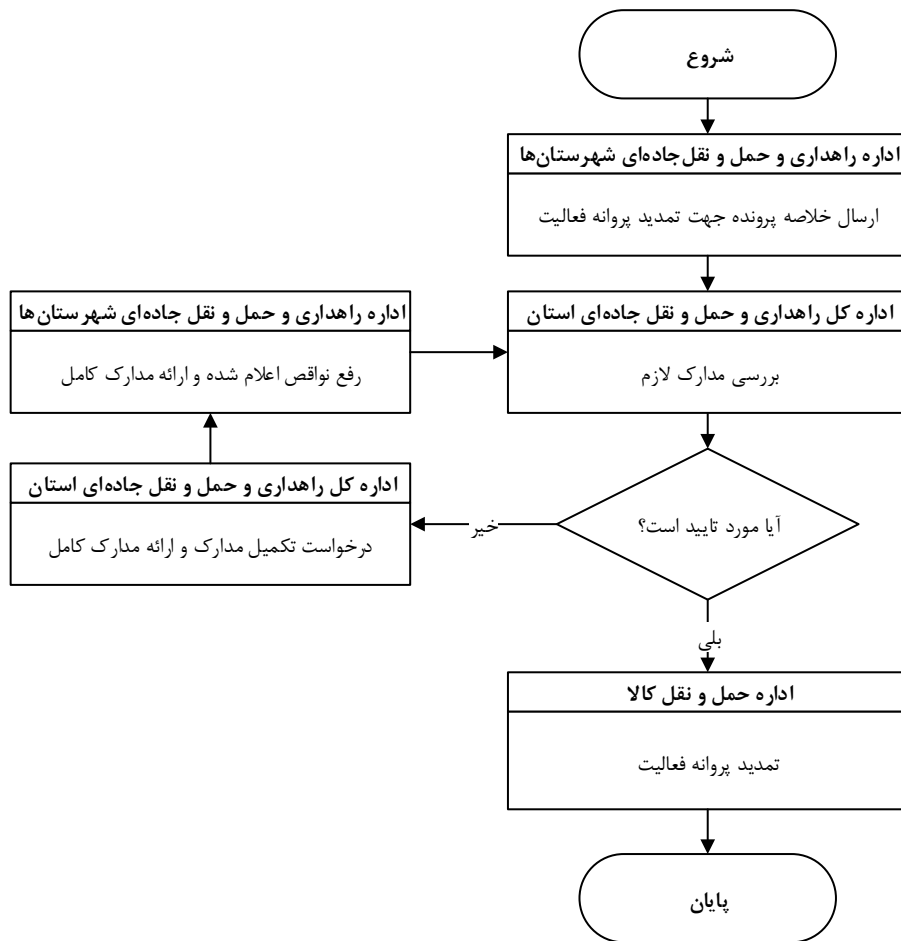 شروع
اداره راهداری و حمل و نقل جاده‌ای شهرستان‌ها
ارسال خلاصه پرونده جهت تمدید پروانه فعالیت
اداره کل راهداری و حمل و نقل جاده‌ای استان
بررسی مدارک لازم
آیا مورد تایید است؟
خیر
اداره کل راهداری و حمل و نقل جاده‌ای استان
درخواست تکمیل مدارک و ارائه مدارک کامل
اداره راهداری و حمل و نقل جاده‌ای شهرستان‌ها
رفع نواقص اعلام شده و ارائه مدارک کامل
بلی
اداره حمل و نقل کالا
تمدید پروانه فعالیت
پایان